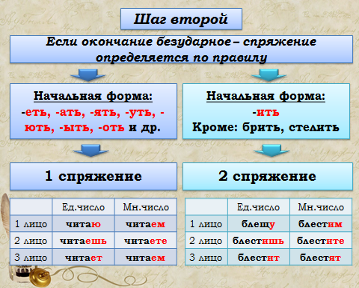 Шаг второй
Если окончание безударное – спряжение
определяется по правилу
Начальная форма:
-еть, -ать, -ять, -уть, -
ють, -ыть, -оть и др.
Начальная форма:
-ить
Кроме: брить, стелить
1 спряжение
2 спряжение
Ед.число Мн.число
1 лицо читаю читаем
2 лицо читаешь читаете
3 лицо читает читаем
Ед.число Мн.число
1 лицо блещу блестим
2 лицо блестишь блестите
3 лицо блестит блестят